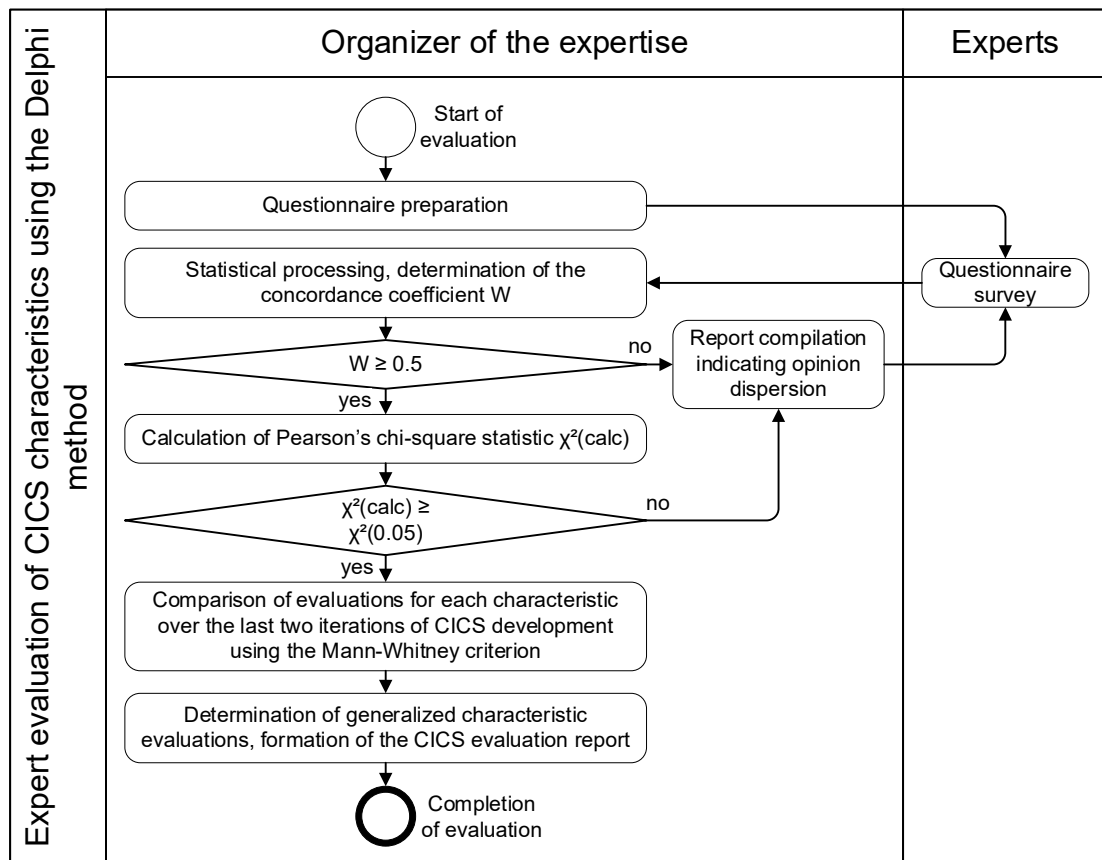 Expert evaluation of CICS characteristics using the Delphi
method
Organizer of the expertise
Experts
Start of
evaluation
Questionnaire preparation
Statistical processing, determination of the
concordance coefficient W
Questionnaire
survey
W ≥ 0.5
no
yes
Report compilation
indicating opinion
dispersion
Calculation of Pearson’s chi-square statistic χ²(calc)
χ²(calc) ≥
χ²(0.05)
no
yes
Comparison of evaluations for each characteristic
over the last two iterations of CICS development
using the Mann-Whitney criterion
Determination of generalized characteristic
evaluations, formation of the CICS evaluation report
Completion
of evaluation